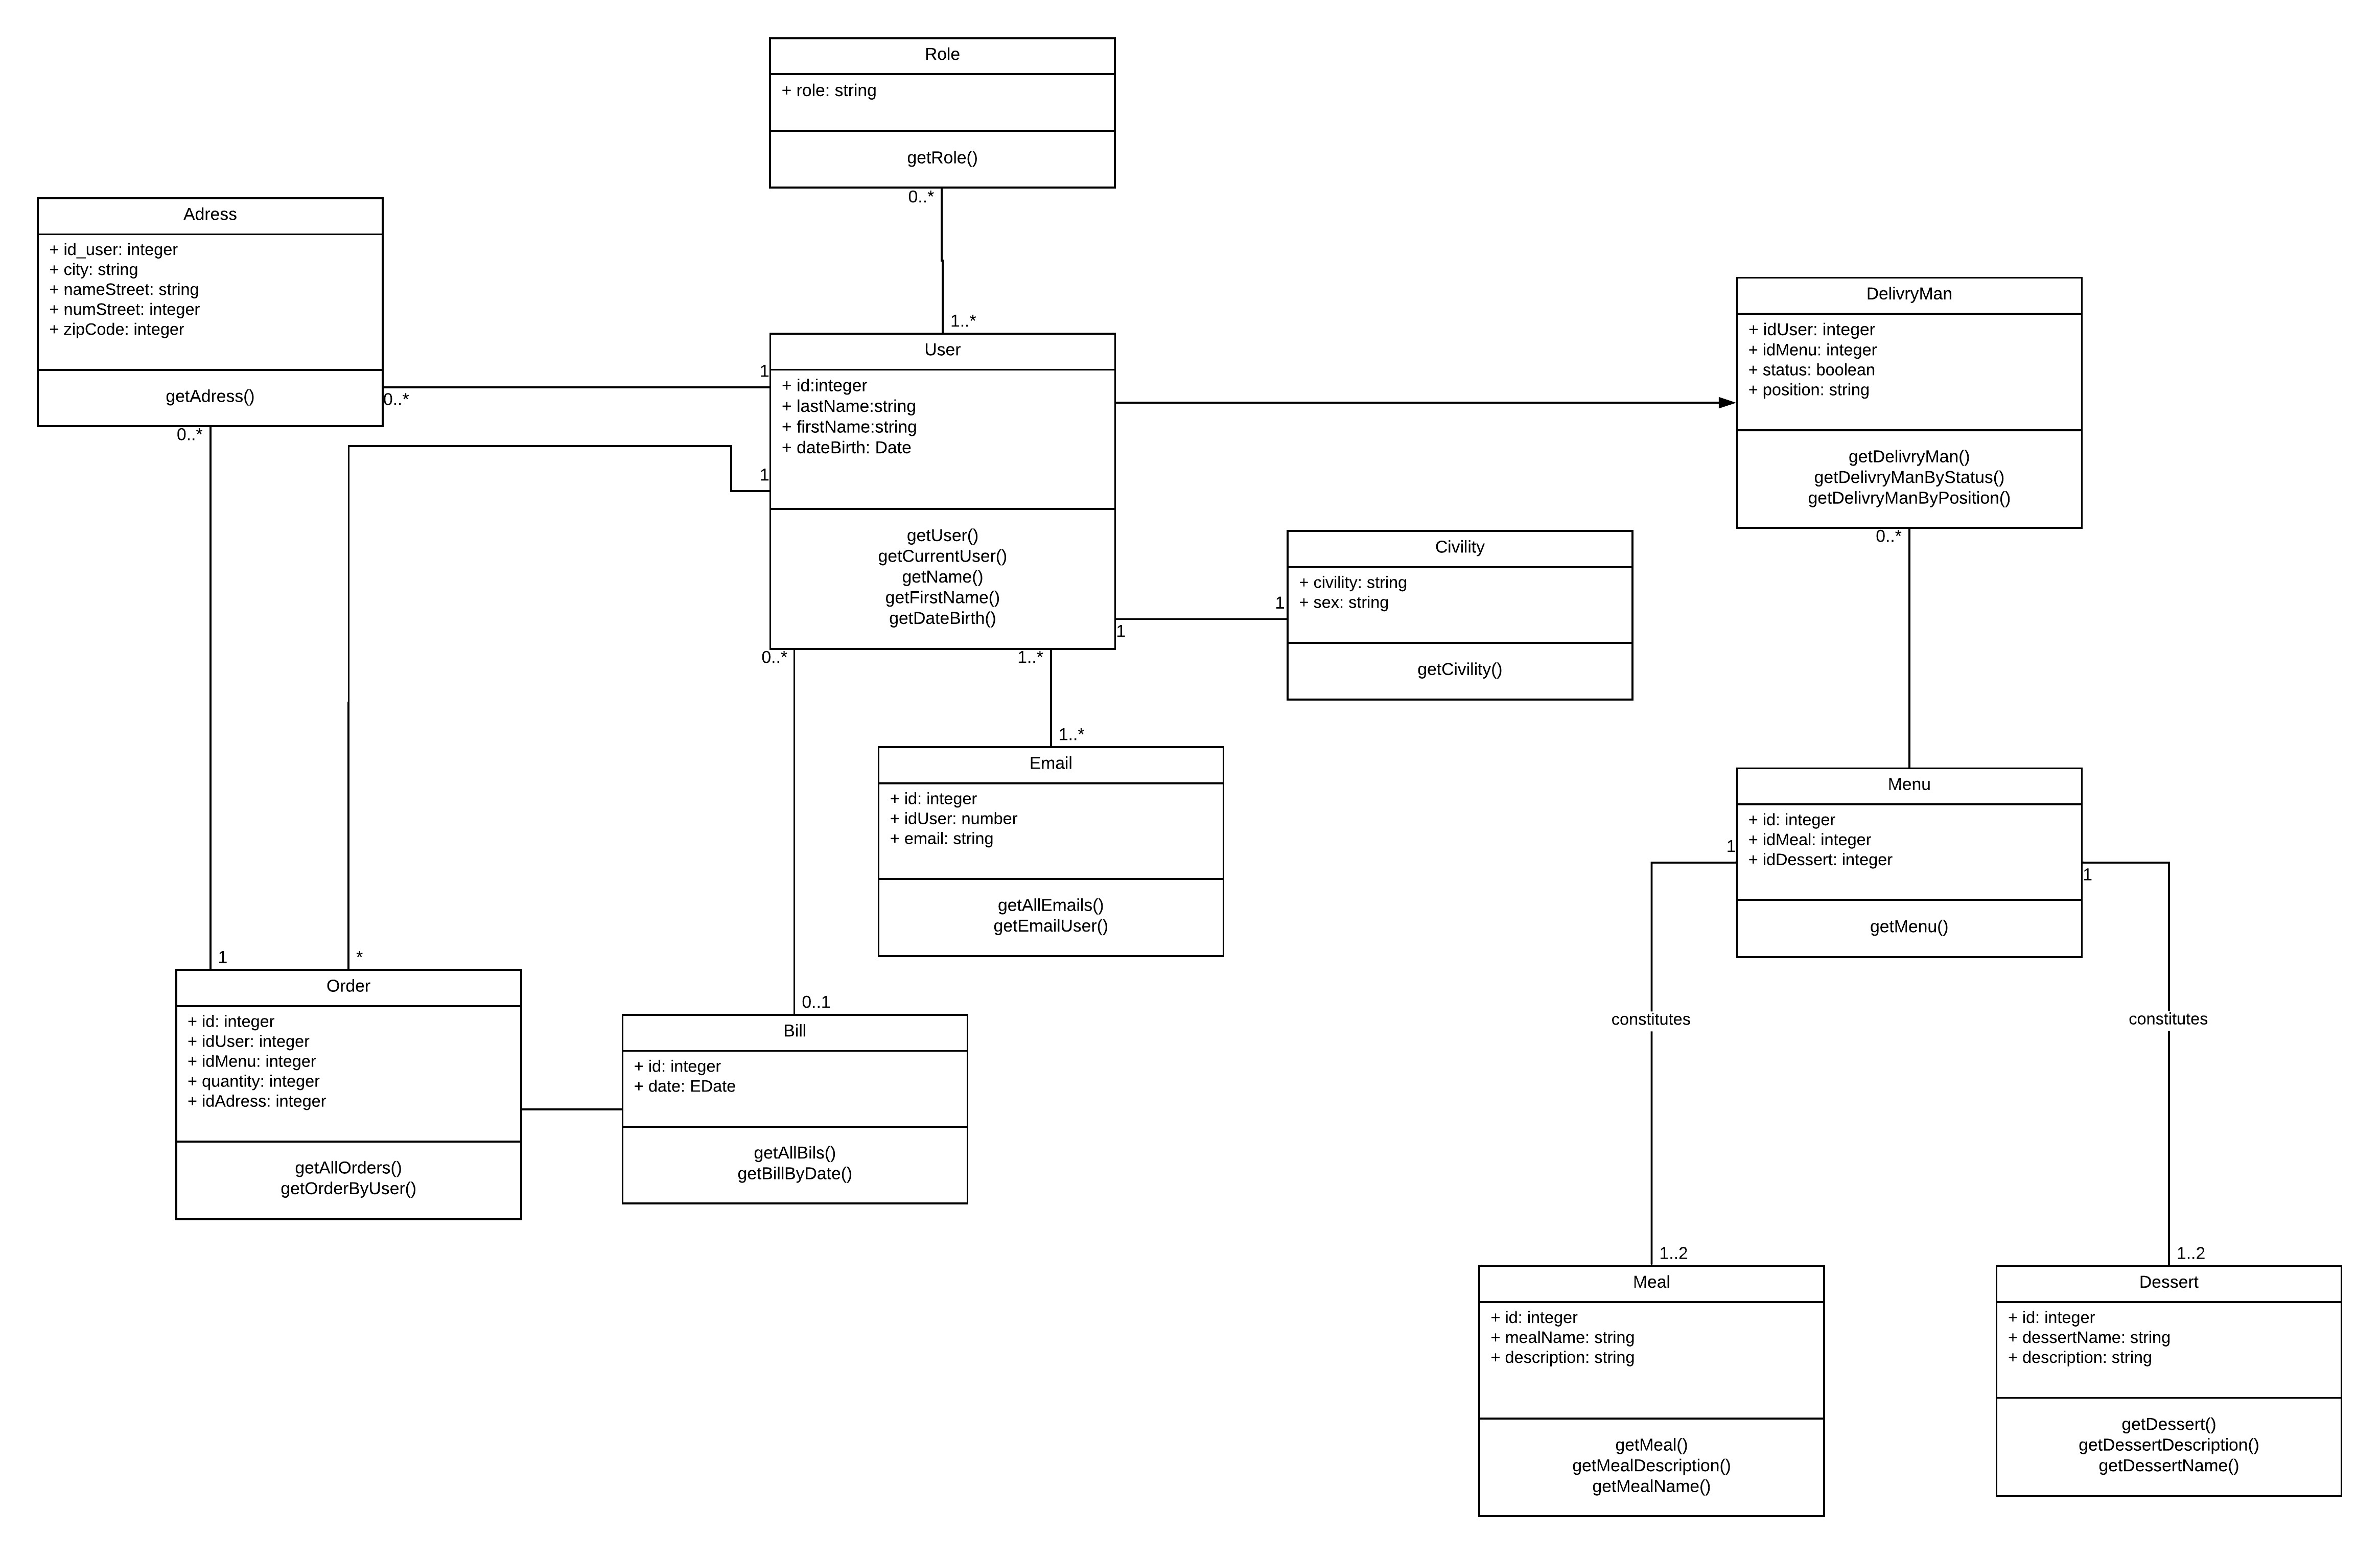 Role
+ role: string
getRole()
0..*
1..*
Adress
+ id_user: integer
+ city: string
+ nameStreet: string
+ numStreet: integer
+ zipCode: integer
getAdress()
0..*
0..*
1
1
User
+ id:integer
+ lastName:string
+ firstName:string
+ dateBirth: Date
getUser()
getCurrentUser()
getName()
getFirstName()
getDateBirth()
0..*
1..*
1
1
DelivryMan
+ idUser: integer
+ idMenu: integer
+ status: boolean
+ position: string
getDelivryMan()
getDelivryManByStatus()
getDelivryManByPosition()
0..*
Civility
+ civility: string
+ sex: string
getCivility()
1..*
Email
+ id: integer
+ idUser: number
+ email: string
getAllEmails()
getEmailUser()
Menu
+ id: integer
+ idMeal: integer
+ idDessert: integer
getMenu()
1
1
1
*
Order
+ id: integer
+ idUser: integer
+ idMenu: integer
+ quantity: integer
+ idAdress: integer
getAllOrders()
getOrderByUser()
0..1
Bill
+ id: integer
+ date: EDate
getAllBils()
getBillByDate()
constitutes
constitutes
1..2
Meal
+ id: integer
+ mealName: string
+ description: string
getMeal()
getMealDescription()
getMealName()
1..2
Dessert
+ id: integer
+ dessertName: string
+ description: string
getDessert()
getDessertDescription()
getDessertName()